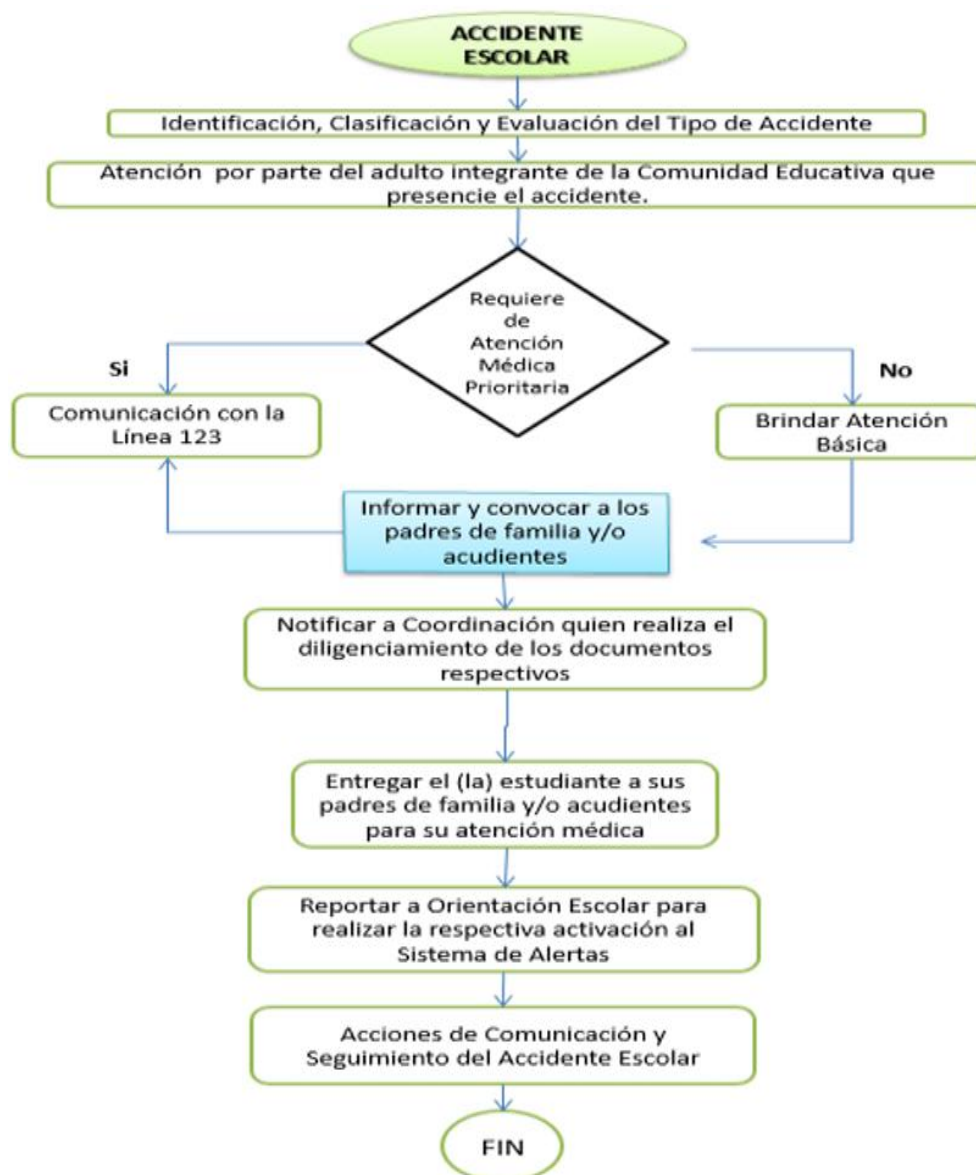 ACCIDENTE
ESCOLAR
Identificación, Clasificación y Evaluación del Tipo de Accidente
Atención por parte del adulto integrante de la Comunidad Educativa que
presencie el accidente.
Requiere
de
Atención
Médica
Prioritaria
Si
No
Comunicación con la
Línea 123
Brindar Atención
Básica
Informar y convocar a los
padres de familia y/o
acudientes
Notificar a Coordinación quien realiza el
diligenciamiento de los documentos
respectivos
Entregar el (la) estudiante a sus
padres de familia y/o acudientes
para su atención médica
Reportar a Orientación Escolar para
realizar la respectiva activación al
Sistema de Alertas
Acciones de Comunicación y
Seguimiento del Accidente Escolar
FIN